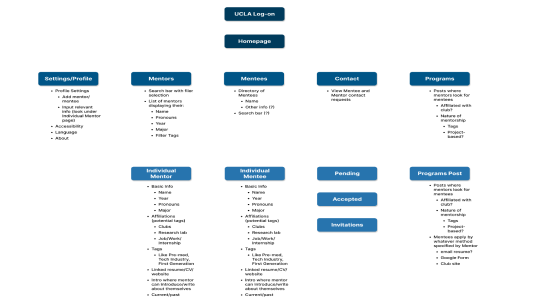 UCLA Log-on
Homepage
Settings/Profile
Profile Settings
Add mentor/
mentee
Input relevant
info (look under
individual Mentor
page)
Accessibility
Language
About
Mentors
Search bar with filer
selection
List of mentors
displaying them
Name
Pronouns
Year
Major
Filter Tags
Mentees
Directory of
Mentees
Name
Other info (?)
Search bar (?)
Contact
View Mentee and
Mentor contact
requests
Programs
Posts where
mentors look for
mentees
Affiliated with
club?
Nature of
mentorship
Tags
Project-
based?
Individual
Mentor
Basic Info
Name
Year
Pronouns
Major
Affiliations
(potential tags)
Clubs
Research lab
Job/Work/
Internship
Tags
Like Pre-med,
Tech Industry,
First Generation
Linked resume/CV/
website
Intro where mentor
can introduce/write
about themselves
Current/past
Individual
Mentee
Basic Info
Name
Year
Pronouns
Major
Affiliations
(potential tags)
Clubs
Research lab
Job/Work/
Internship
Tags
Like Pre-med,
Tech Industry,
First Generation
Linked resume/CV/
website
Intro where mentor
can introduce/write
about themselves
Current/past
Pending
Accepted
Invitations
Programs Post
Posts where
mentors look for
mentees
Affiliated with
club?
Nature of
mentorship
Tags
Project-
based?
Mentees apply by
whatever method
specified by Mentor
email resume?
Google Form
Club site